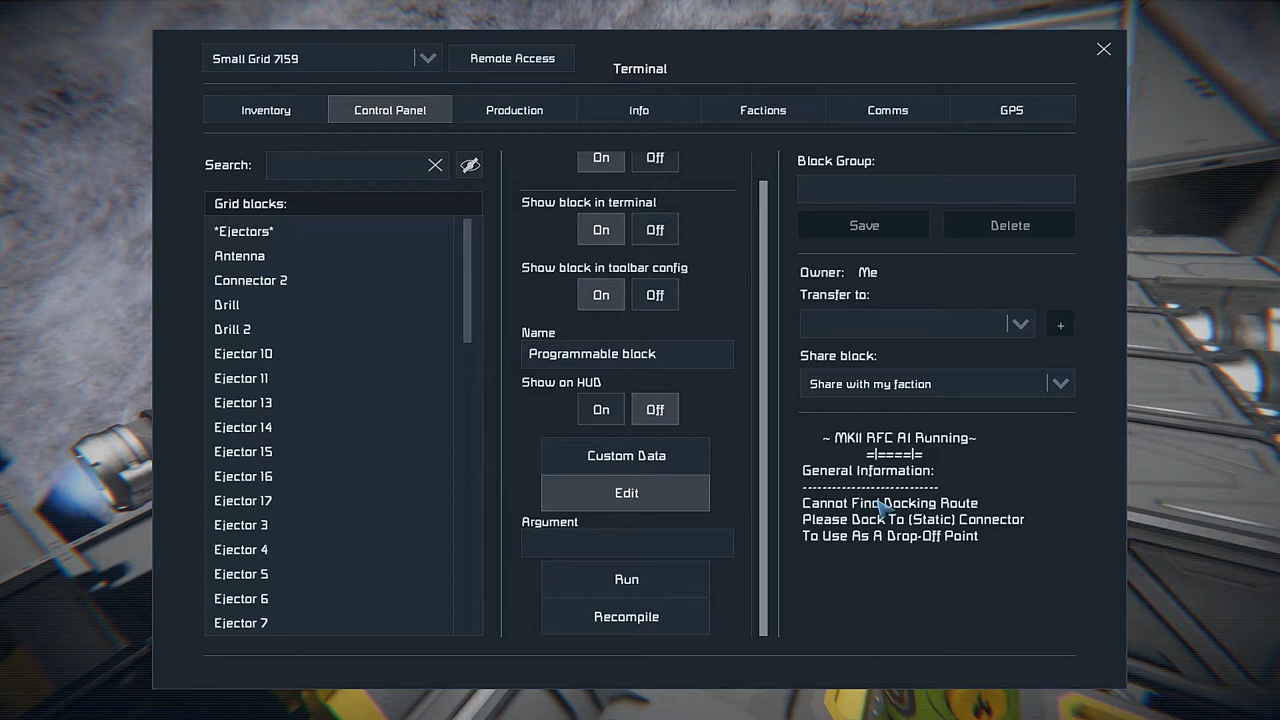 Small Grid 7159
Remote Access
Terminal
Inventory
Control Panel
Production
Info
Factions
Comms
GPS
Search:
Grid blocks:
*Ejectors*
Antenna
Connector 2
Drill
Drill 2
Ejector 10
Ejector 11
Ejector 13
Ejector 14
Ejector 15
Ejector 16
Ejector 17
Ejector 3
Ejector 4
Ejector 5
Ejector 6
Ejector 7
On Off
Show block in terminal
On Off
Show block in toolbar config
On Off
Name
Programmable block
Show on HUD
On Off
Custom Data
Edit
Argument
Run
Recompile
Block Group:
Save Delete
Owner: Me
Transfer to:
+
Share block:
Share with my faction
~ MKII RFC AI Running~
=|====|=
General Information:
---------------------------
Cannot Find Docking Route
Please Dock To (Static) Connector
To Use As A Drop-Off Point